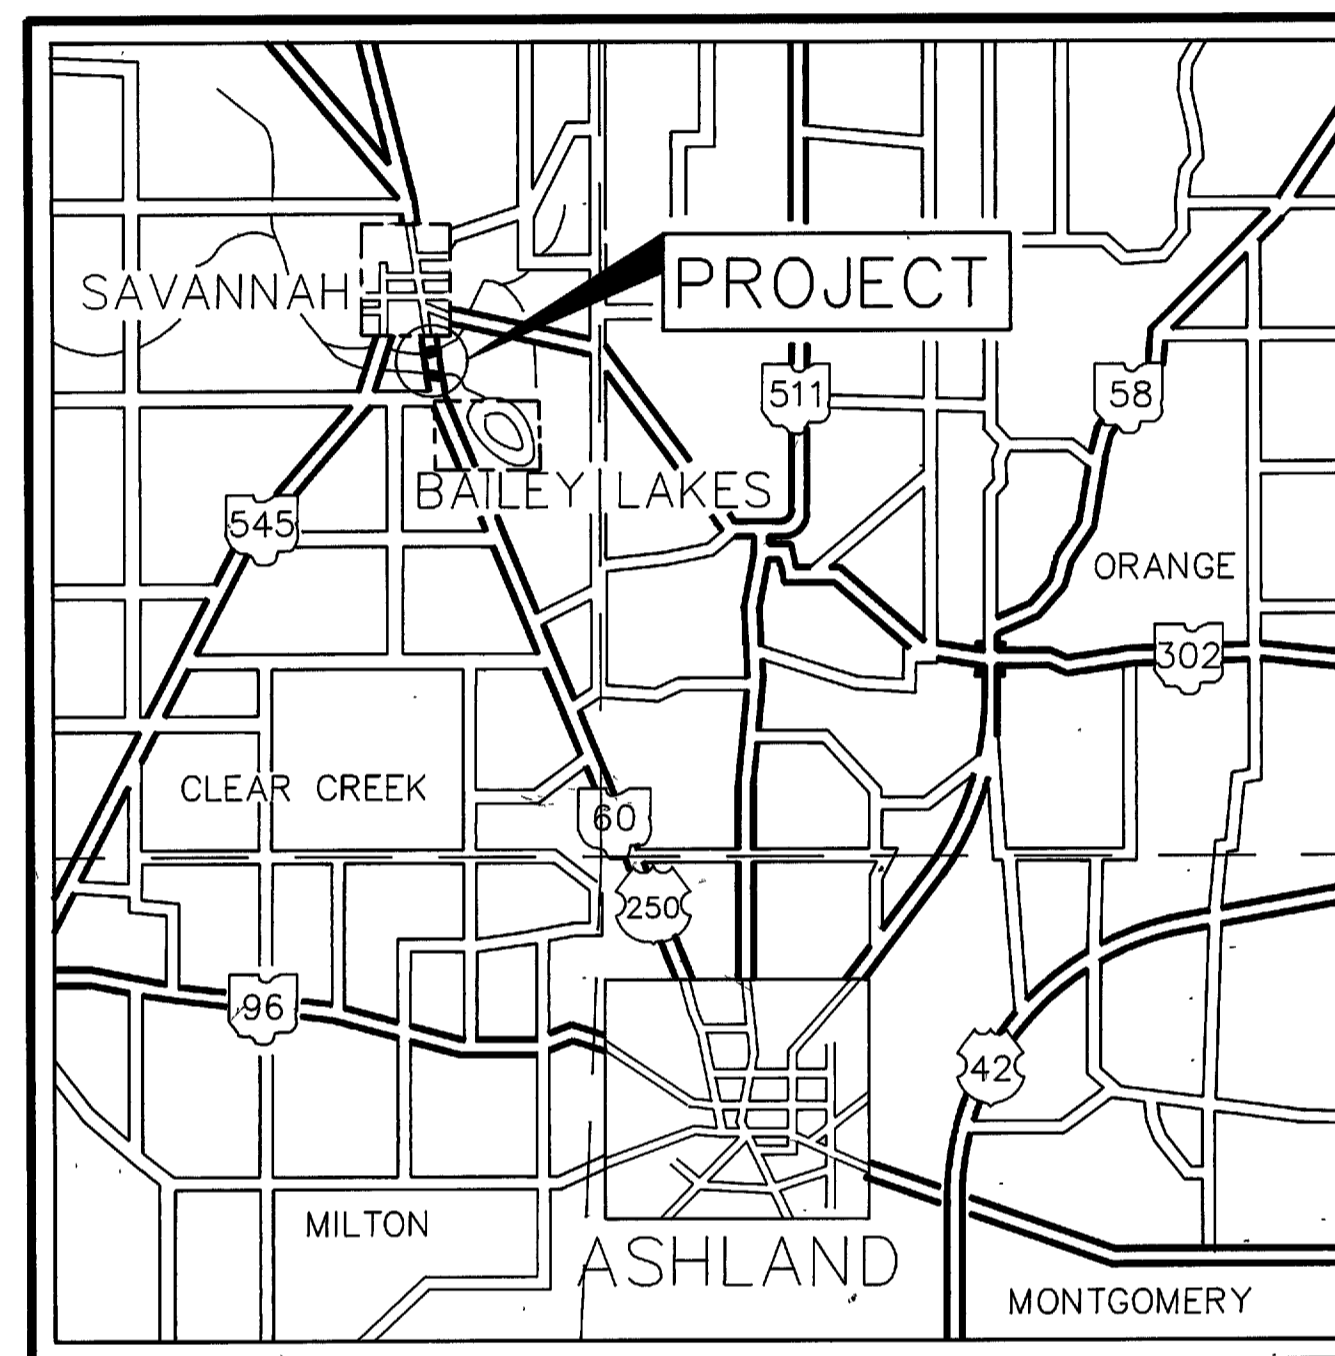 SAVANNAH
PROJECT
511
58
BAILEY LAKES
545
ORANGE
302
CLEAR CREEK
60
250
96
42
MILTON
ASHLAND
MONTGOMERY